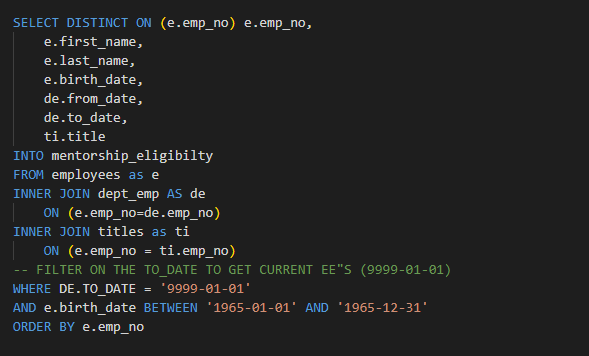 SELECT DISTINCT ON (e.emp_no) e.emp_no,
e.first_name,
e.last_name,
e.birth_date,
de.from_date,
de.to_date,
ti.title
INTO mentorship_eligibilty
FROM employees as e
INNER JOIN dept_emp AS de
ON (e.emp_no=de.emp_no)
INNER JOIN titles as ti
ON (e.emp_no = ti.emp_no)
-- FILTER ON THE TO_DATE TO GET CURRENT EE"S (9999-01-01)
WHERE DE.TO_DATE = '9999-01-01'
AND e.birth_date BETWEEN '1965-01-01' AND '1965-12-31'
ORDER BY e.emp_no